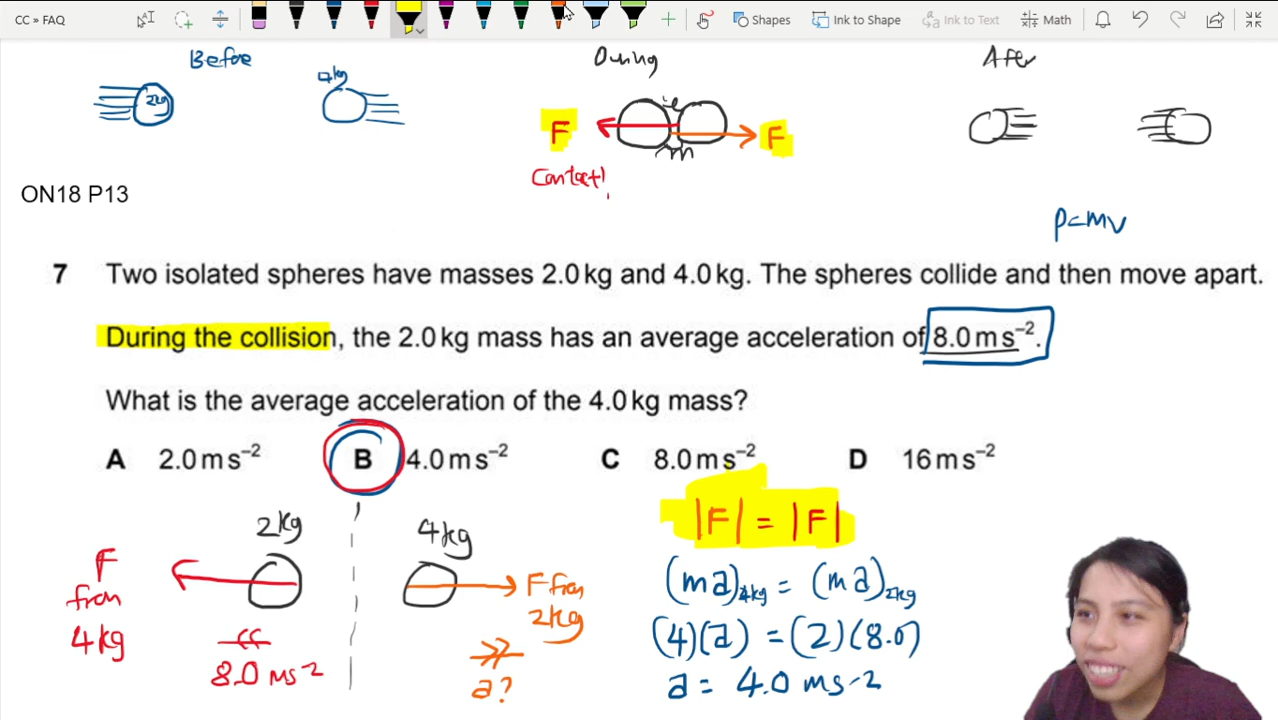 CC » FAQ
Shapes
Ink to Shape
Ink to Text
Math
Before
During
After
2kg
4kg
F
F
Contact!
ON18 P13
p=mv
7 Two isolated spheres have masses 2.0 kg and 4.0 kg. The spheres collide and then move apart.
During the collision, the 2.0 kg mass has an average acceleration of 8.0 m s⁻².
What is the average acceleration of the 4.0 kg mass?
A 2.0 m s⁻² B 4.0 m s⁻² C 8.0 m s⁻² D 16 m s⁻²
|F| = |F|
2kg
4kg
F
from
4kg
F from
2kg
8.0 ms-2
a?
(ma)4kg = (ma)2kg
(4)(a) = (2)(8.0)
a = 4.0 ms-2